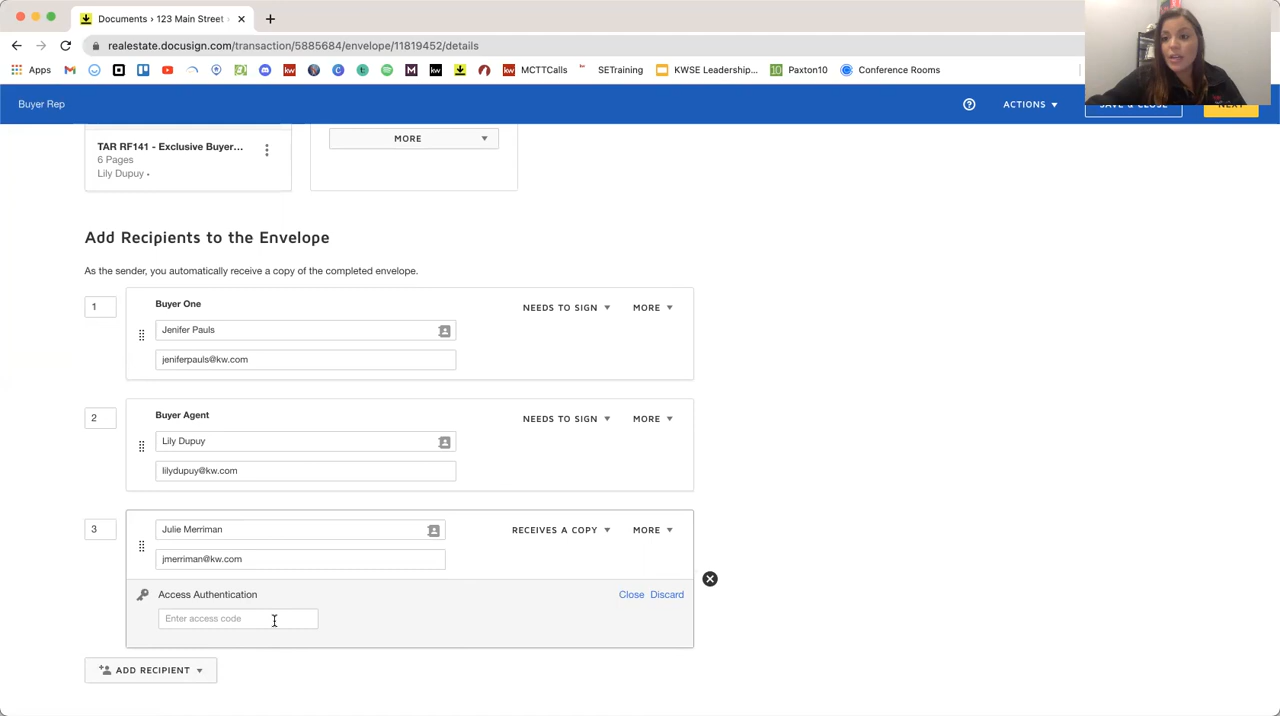 Documents › 123 Main Street
realestate.docusign.com/transaction/5885684/envelope/11819452/details
Apps
MCTTCalls
SETraining
KWSE Leadership...
Paxton10
Conference Rooms
Buyer Rep
ACTIONS
SAVE & CLOSE
NEXT
MORE
TAR RF141 - Exclusive Buyer...
6 Pages
Lily Dupuy •
Add Recipients to the Envelope
As the sender, you automatically receive a copy of the completed envelope.
1
Buyer One
NEEDS TO SIGN
MORE
Jenifer Pauls
jeniferpauls@kw.com
2
Buyer Agent
NEEDS TO SIGN
MORE
Lily Dupuy
lilydupuy@kw.com
3
Julie Merriman
RECEIVES A COPY
MORE
jmerriman@kw.com
Access Authentication
Close Discard
Enter access code
ADD RECIPIENT